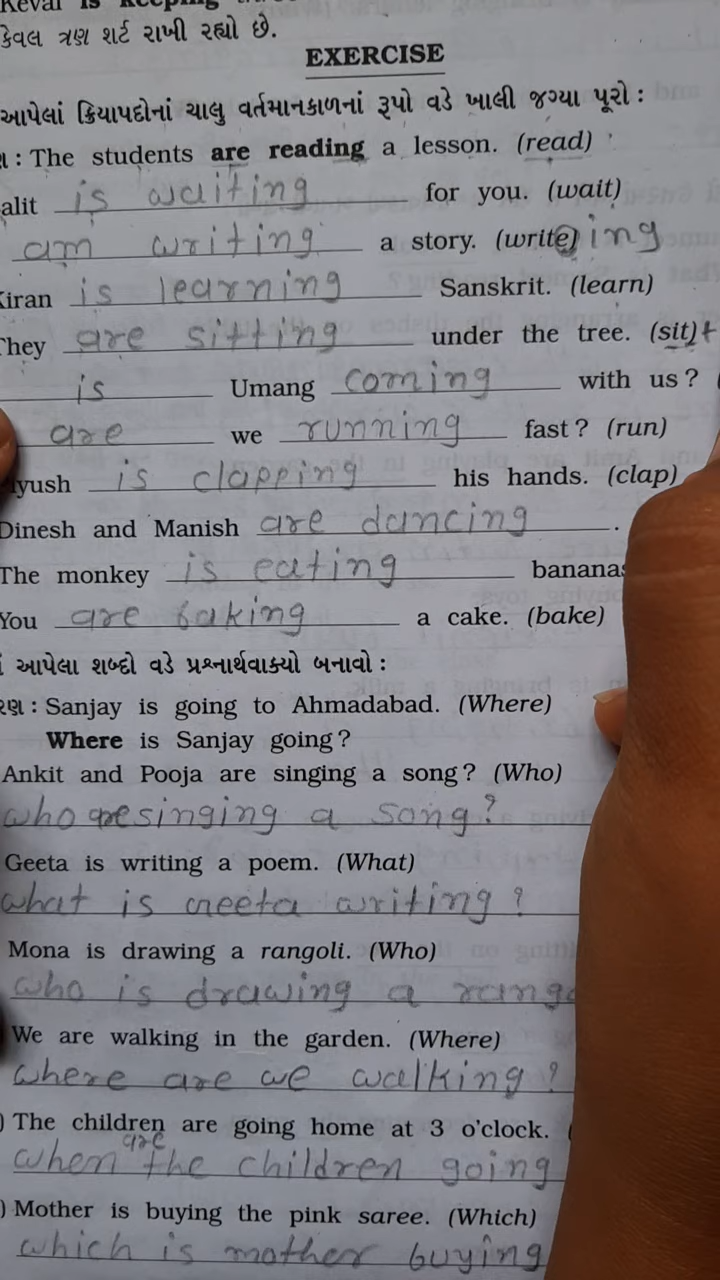 Keval is keeping
કેવલ ત્રણ શર્ટ રાખી રહ્યો છે.
EXERCISE
આપેલાં ક્રિયાપદોનાં ચાલુ વર્તમાનકાળનાં રૂપો વડે ખાલી જગ્યા પૂરો :
: The students are reading a lesson. (read)
alit is waiting for you. (wait)
am writing a story. (write) ing
Kiran is learning Sanskrit. (learn)
They are sitting under the tree. (sit)+
is Umang coming with us?
are we running fast? (run)
yush is clapping his hands. (clap)
Dinesh and Manish are dancing .
The monkey is eating bananas
You are baking a cake. (bake)
આપેલા શબ્દો વડે પ્રશ્નાર્થવાક્યો બનાવો :
રણ : Sanjay is going to Ahmadabad. (Where)
Where is Sanjay going?
Ankit and Pooja are singing a song? (Who)
who are singing a song?
Geeta is writing a poem. (What)
what is Geeta writing?
Mona is drawing a rangoli. (Who)
who is drawing a rango
We are walking in the garden. (Where)
where are we walking?
) The children are going home at 3 o'clock. (
when are the children going
) Mother is buying the pink saree. (Which)
which is mother buying